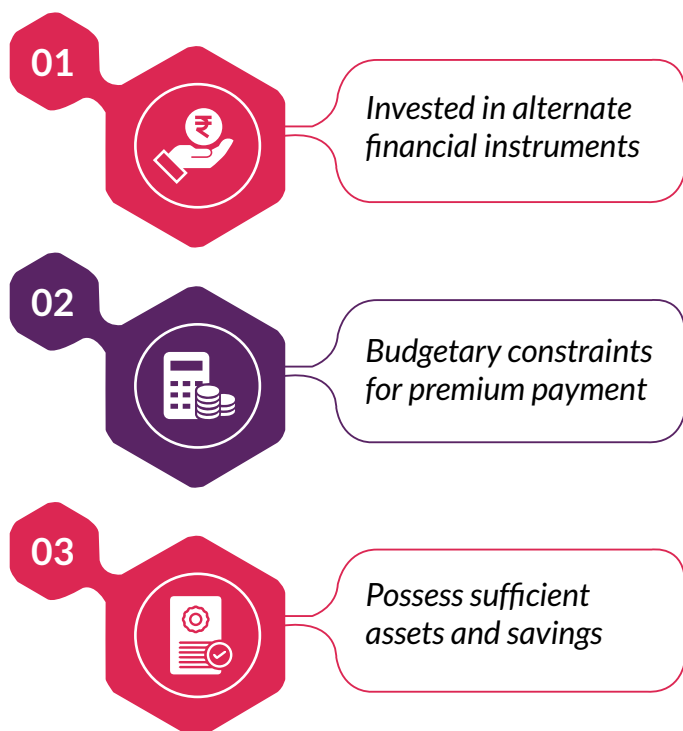 01
Invested in alternate
financial instruments
₹
02
Budgetary constraints
for premium payment
03
Possess sufficient
assets and savings